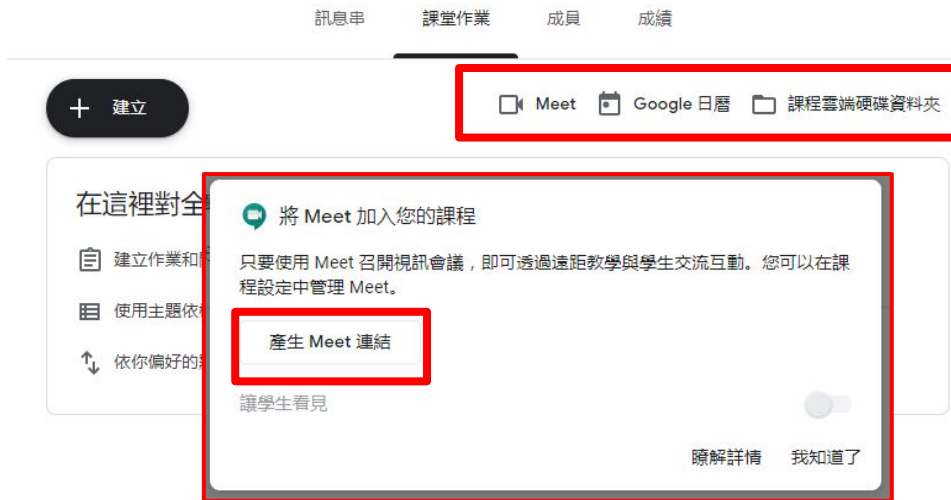 訊息串 課堂作業 成員 成績
建立
Meet Google 日曆 課程雲端硬碟資料夾
在這裡對全
建立作業和
使用主題依
依你偏好的
將 Meet 加入您的課程
只要使用 Meet 召開視訊會議，即可透過遠距教學與學生交流互動。您可以在課
程設定中管理 Meet。
產生 Meet 連結
讓學生看見
瞭解詳情 我知道了